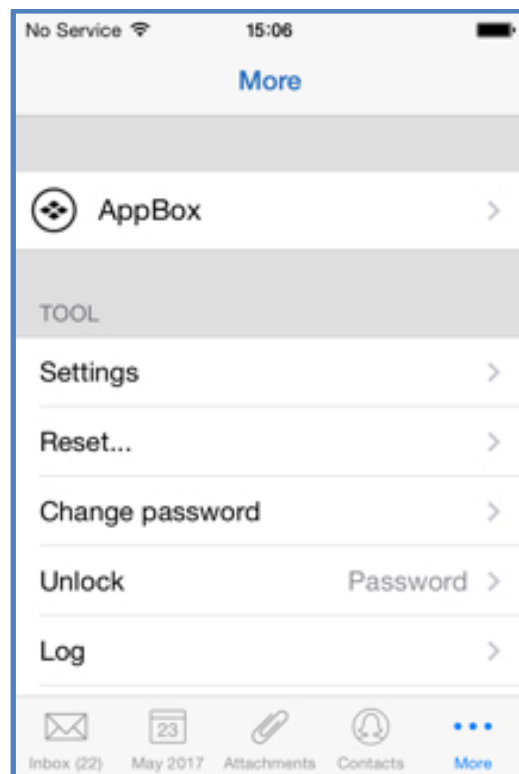 No Service 15:06
More
AppBox
TOOL
Settings
Reset...
Change password
Unlock Password
Log
23
Inbox (22) May 2017 Attachments Contacts More